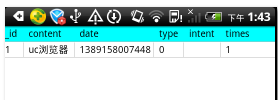 下午 1:43
_id content date type intent times
1 uc浏览器 1389158007448 0 1